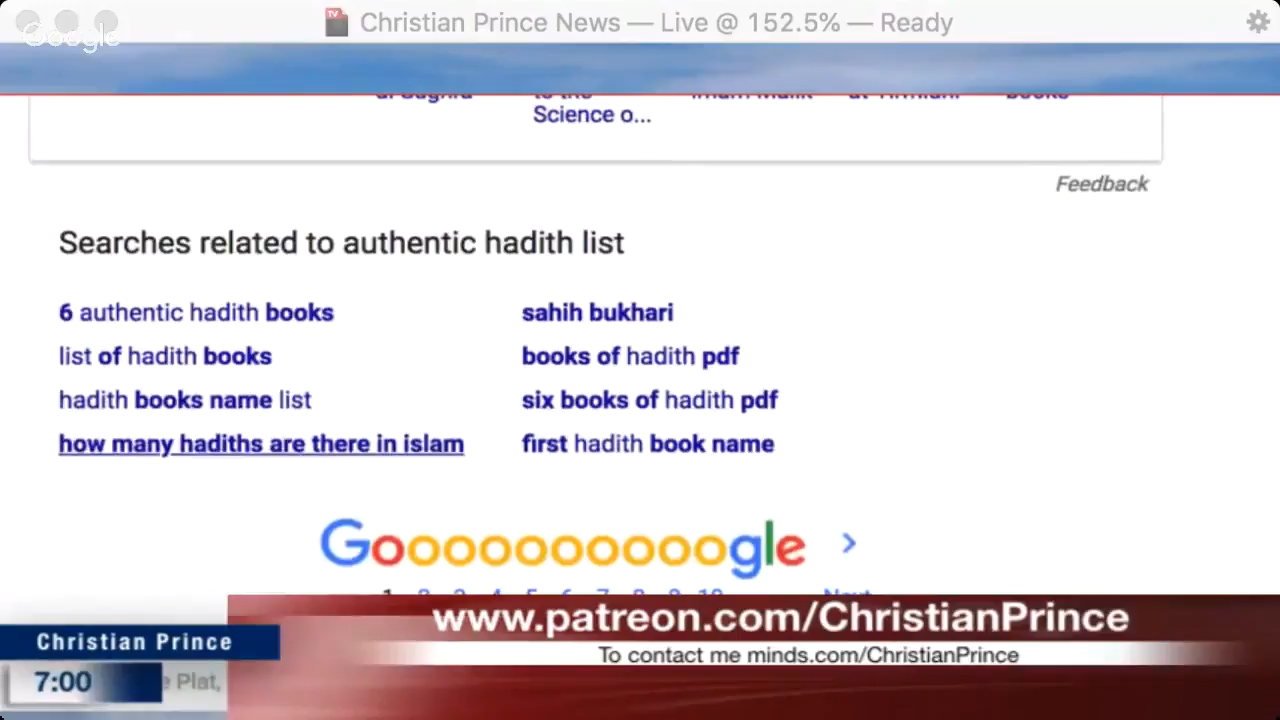 TV
Christian Prince News — Live @ 152.5% — Ready
Google
Science o...
Feedback
Searches related to authentic hadith list
6 authentic hadith books
sahih bukhari
list of hadith books
books of hadith pdf
hadith books name list
six books of hadith pdf
how many hadiths are there in islam
first hadith book name
Goooooooooogle >
www.patreon.com/ChristianPrince
Christian Prince
To contact me minds.com/ChristianPrince
7:00
e Plat,